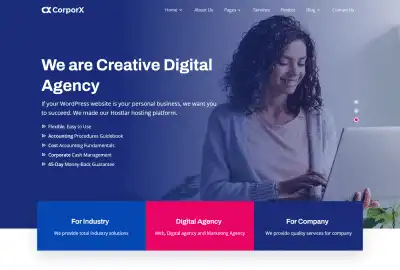 CorporX
Home About Us Pages Services Project Blog Contact Us
We are Creative Digital
Agency
If your WordPress website is your personal business, we want you
to succeed. We made our Hostlar hosting platform.
Flexible, Easy to Use
Accounting Procedures Guidebook
Cost Accounting Fundamentals
Corporate Cash Management
45-Day Money-Back Guarantee
For Industry
We provide total industry solutions
Digital Agency
Web, Digital agency and Marketing Agency
For Company
We provide quality services for company